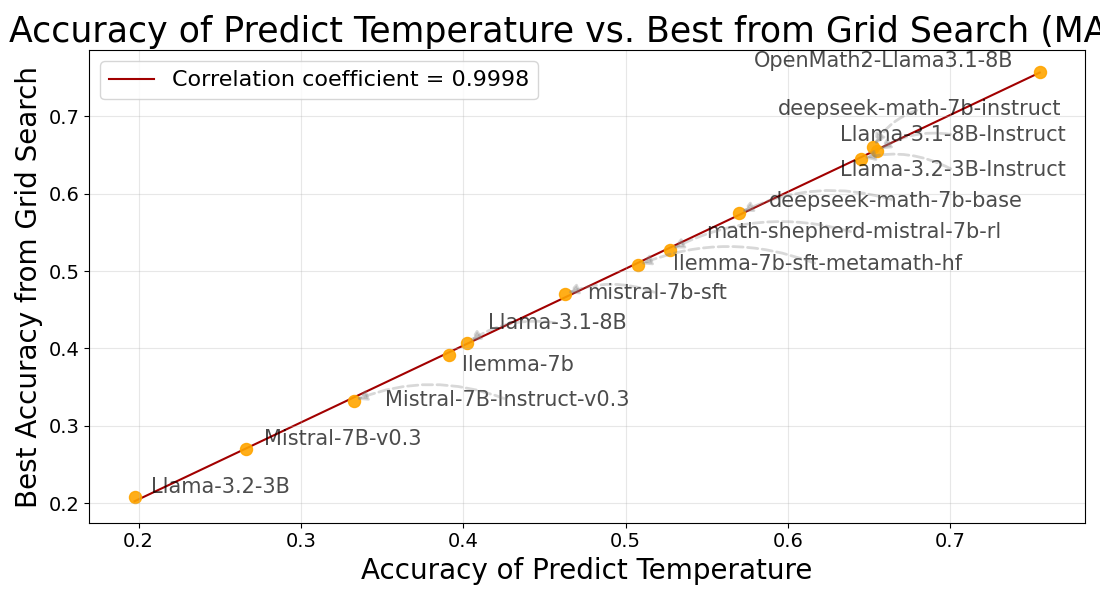 Accuracy of Predict Temperature vs. Best from Grid Search (MA
Correlation coefficient = 0.9998
OpenMath2-Llama3.1-8B
deepseek-math-7b-instruct
Llama-3.1-8B-Instruct
Llama-3.2-3B-Instruct
deepseek-math-7b-base
math-shepherd-mistral-7b-rl
llemma-7b-sft-metamath-hf
mistral-7b-sft
Llama-3.1-8B
llemma-7b
Mistral-7B-Instruct-v0.3
Mistral-7B-v0.3
Llama-3.2-3B
Best Accuracy from Grid Search
0.7
0.6
0.5
0.4
0.3
0.2
0.2 0.3 0.4 0.5 0.6 0.7
Accuracy of Predict Temperature